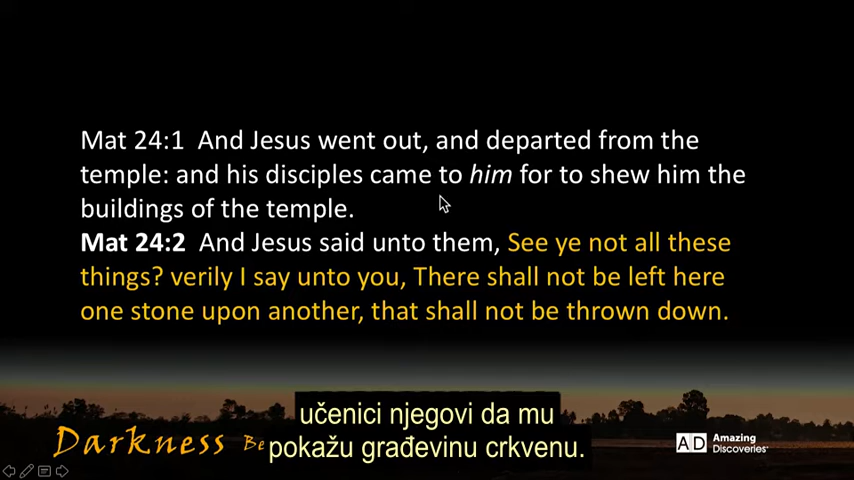 Mat 24:1  And Jesus went out, and departed from the
temple: and his disciples came to him for to shew him the
buildings of the temple.
Mat 24:2  And Jesus said unto them, See ye not all these
things? verily I say unto you, There shall not be left here
one stone upon another, that shall not be thrown down.
učenici njegovi da mu
pokažu građevinu crkvenu.
Darkness Be
AD Amazing
Discoveries